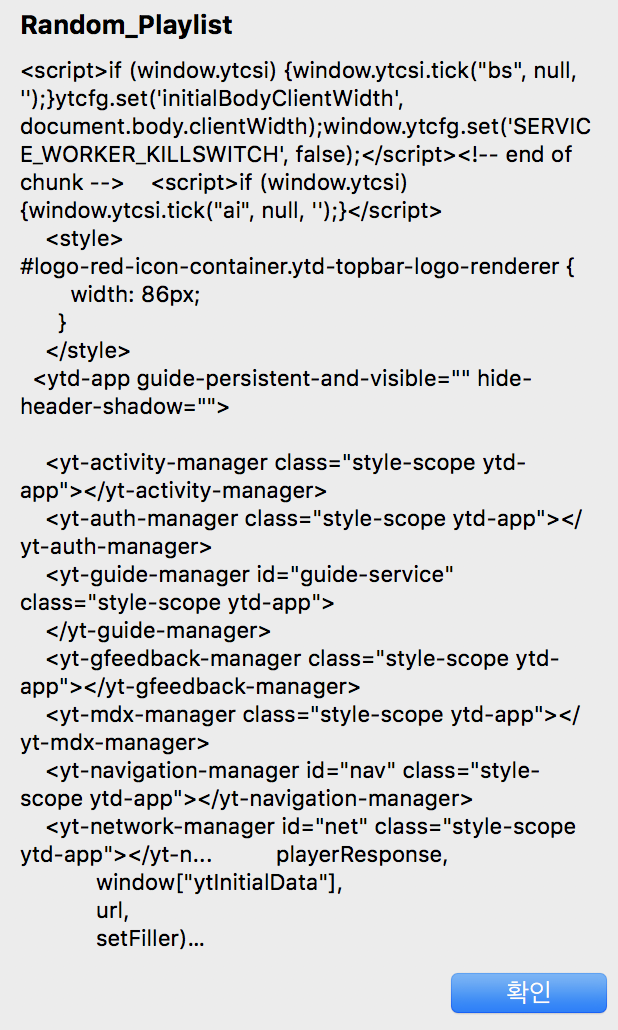 Random_Playlist
<script>if (window.ytcsi) {window.ytcsi.tick("bs", null,
'');}ytcfg.set('initialBodyClientWidth',
document.body.clientWidth);window.ytcfg.set('SERVIC
E_WORKER_KILLSWITCH', false);</script><!-- end of
chunk -->    <script>if (window.ytcsi)
{window.ytcsi.tick("ai", null, '');}</script>
    <style>
#logo-red-icon-container.ytd-topbar-logo-renderer {
        width: 86px;
      }
    </style>
  <ytd-app guide-persistent-and-visible="" hide-
header-shadow="">
    <yt-activity-manager class="style-scope ytd-
app"></yt-activity-manager>
    <yt-auth-manager class="style-scope ytd-app"></
yt-auth-manager>
    <yt-guide-manager id="guide-service"
class="style-scope ytd-app">
    </yt-guide-manager>
    <yt-gfeedback-manager class="style-scope ytd-
app"></yt-gfeedback-manager>
    <yt-mdx-manager class="style-scope ytd-app"></
yt-mdx-manager>
    <yt-navigation-manager id="nav" class="style-
scope ytd-app"></yt-navigation-manager>
    <yt-network-manager id="net" class="style-scope
ytd-app"></yt-n...          playerResponse,
            window["ytInitialData"],
            url,
            setFiller)...
확인